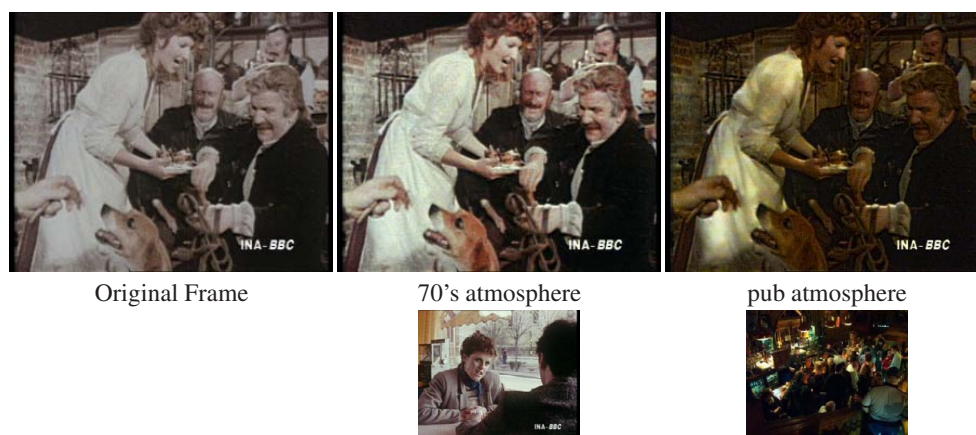 INA-BBC
INA-BBC
INA-BBC
Original Frame
70's atmosphere
pub atmosphere
INA-BBC